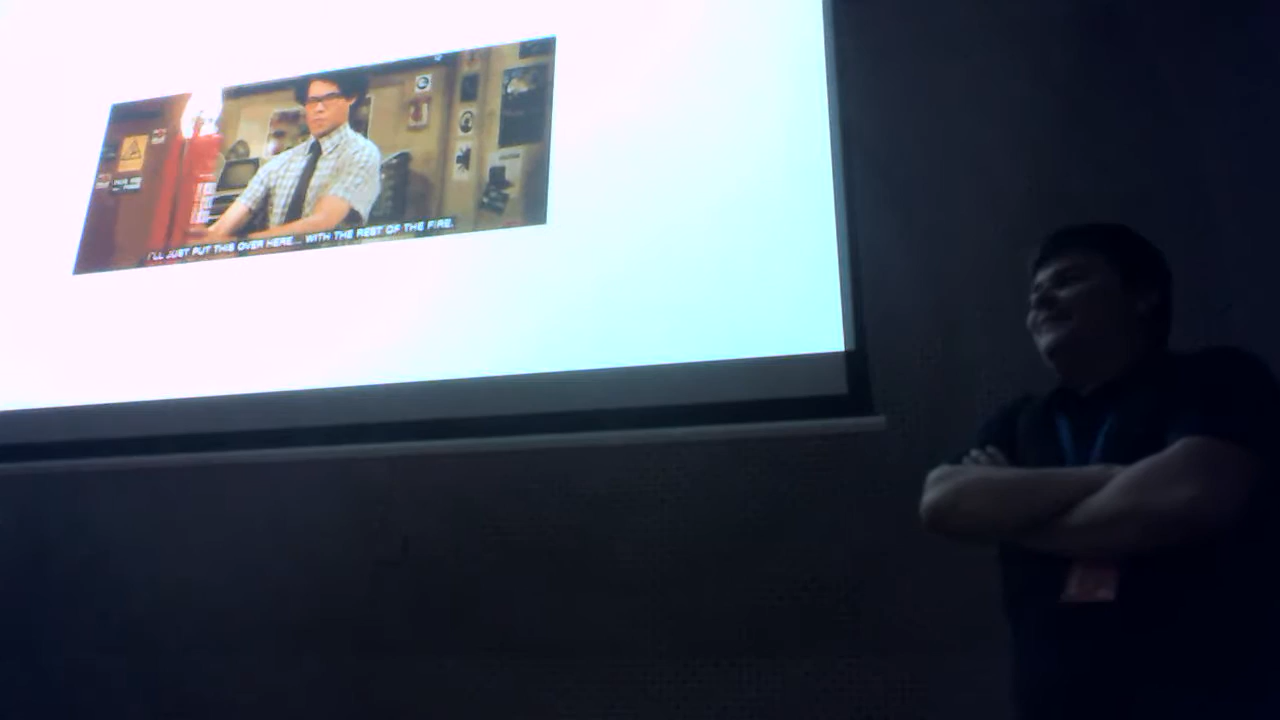 I'LL JUST PUT THIS OVER HERE... WITH THE REST OF THE FIRE.